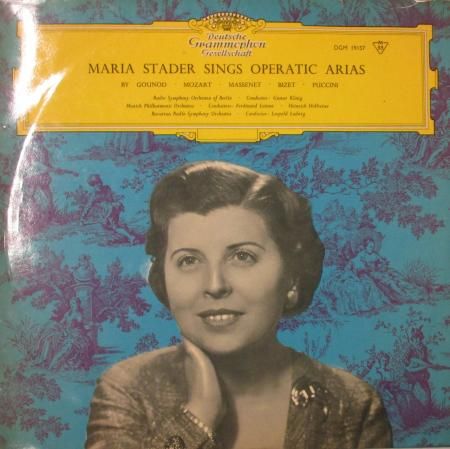 Deutsche
Grammophon
Gesellschaft
DGM 19157
33
MARIA STADER SINGS OPERATIC ARIAS
BY GOUNOD · MOZART · MASSENET · BIZET · PUCCINI
Radio Symphony Orchestra of Berlin · Conductor: Gustav König
Munich Philharmonic Orchestra · Conductors: Ferdinand Leitner · Heinrich Hollreiser
Bavarian Radio Symphony Orchestra · Conductor: Leopold Ludwig